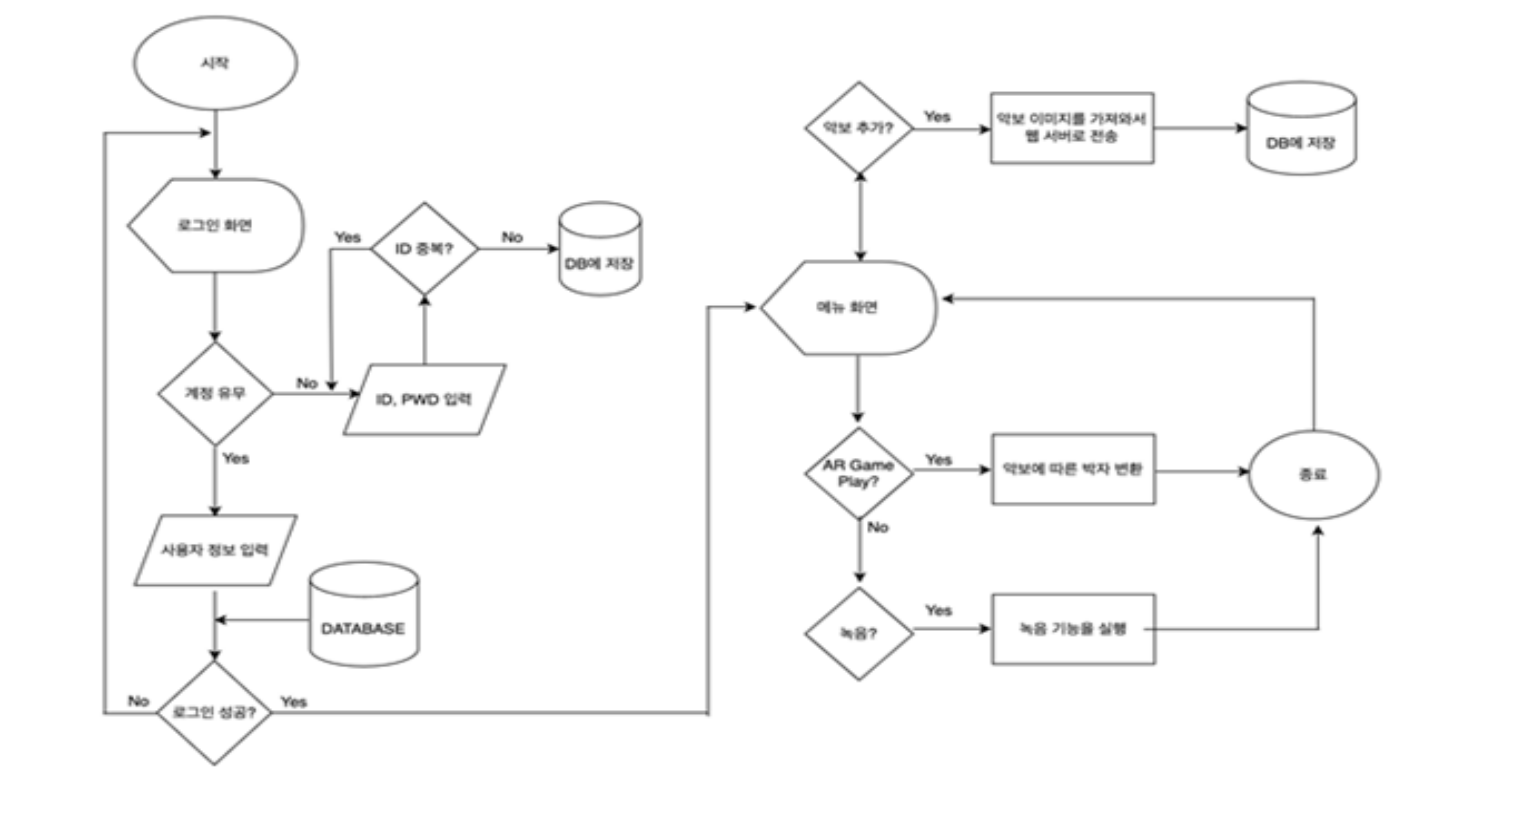 시작
로그인 화면
계정 유무
No
Yes
ID, PWD 입력
ID 중복?
Yes
No
DB에 저장
사용자 정보 입력
DATABASE
로그인 성공?
No
Yes
메뉴 화면
악보 추가?
Yes
악보 이미지를 가져와서
웹 서버로 전송
DB에 저장
AR Game
Play?
Yes
악보에 따른 박자 변환
종료
No
녹음?
Yes
녹음 기능을 실행